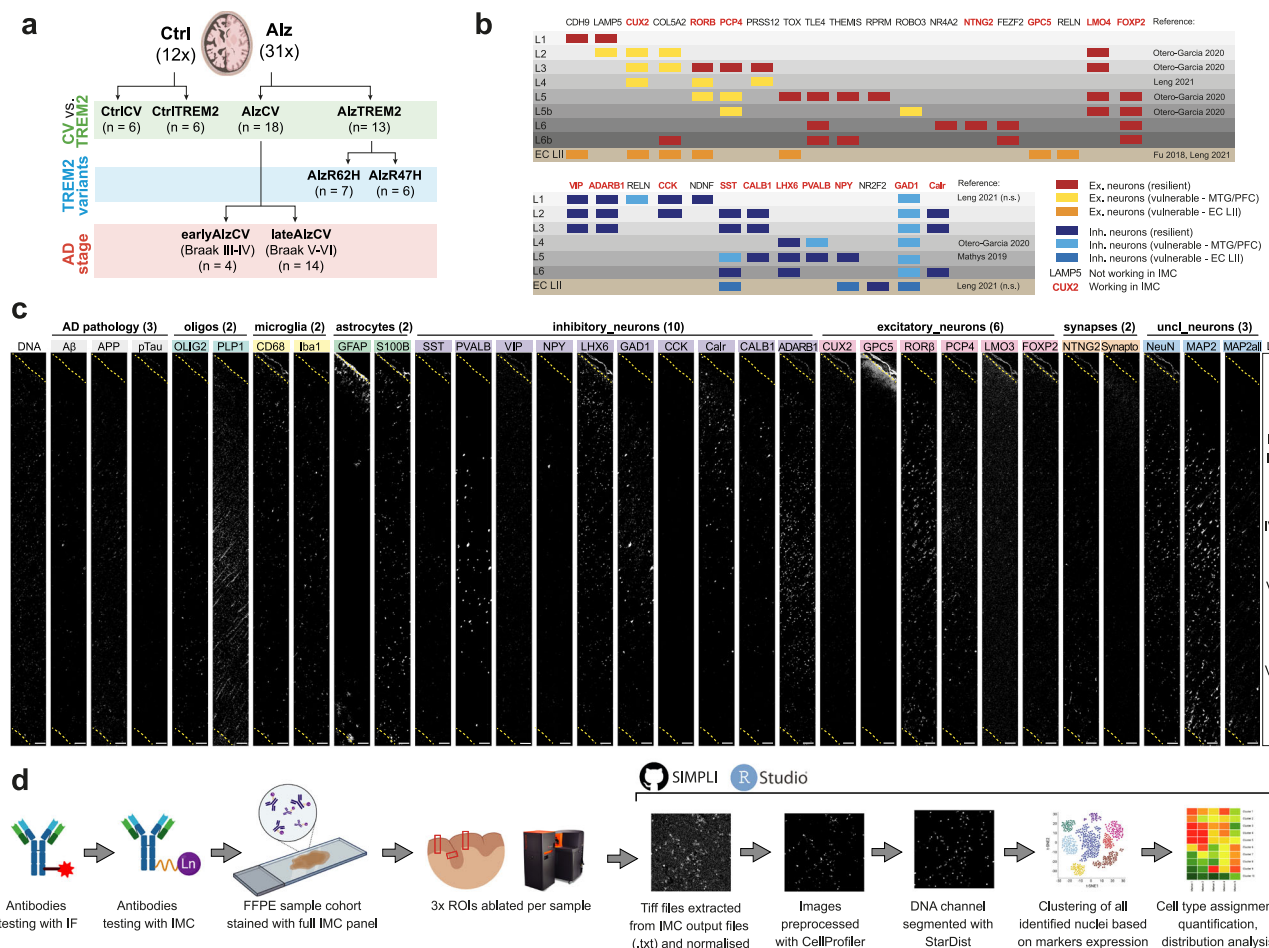 a
Ctrl
(12x)
Alz
(31x)
CV vs.
TREM2
CtrlCV
(n = 6)
CtrlTREM2
(n = 6)
AlzCV
(n = 18)
AlzTREM2
(n= 13)
TREM2
variants
AlzR62H
(n = 7)
AlzR47H
(n = 6)
AD
stage
earlyAlzCV
(Braak III-IV)
(n = 4)
lateAlzCV
(Braak V-VI)
(n = 14)
b
CDH9 LAMP5 CUX2 COL5A2 RORB PCP4 PRSS12 TOX TLE4 THEMIS RPRM ROBO3 NR4A2 NTNG2 FEZF2 GPC5 RELN LMO4 FOXP2 Reference:
L1
L2 Otero-Garcia 2020
L3 Otero-Garcia 2020
L4 Leng 2021
L5 Otero-Garcia 2020
L5b Otero-Garcia 2020
L6
L6b
EC LII Fu 2018, Leng 2021
VIP ADARB1 RELN CCK NDNF SST CALB1 LHX6 PVALB NPY NR2F2 GAD1 Calr Reference:
L1 Leng 2021 (n.s.)
L2
L3
L4 Otero-Garcia 2020
L5 Mathys 2019
L6
EC LII Leng 2021 (n.s.)
Ex. neurons (resilient)
Ex. neurons (vulnerable - MTG/PFC)
Ex. neurons (vulnerable - EC LII)
Inh. neurons (resilient)
Inh. neurons (vulnerable - MTG/PFC)
Inh. neurons (vulnerable - EC LII)
LAMP5 Not working in IMC
CUX2 Working in IMC
c
AD pathology (3) oligos (2) microglia (2) astrocytes (2) inhibitory_neurons (10) excitatory_neurons (6) synapses (2) uncl_neurons (3)
DNA Aβ APP pTau OLIG2 PLP1 CD68 Iba1 GFAP S100B SST PVALB VIP NPY LHX6 GAD1 CCK Calr CALB1 ADARB1 CUX2 GPC5 RORβ PCP4 LMO3 FOXP2 NTNG2 Synapto NeuN MAP2 MAP2all
d
SIMPLI
R Studio
Ln
Antibodies
testing with IF
Antibodies
testing with IMC
FFPE sample cohort
stained with full IMC panel
3x ROIs ablated per sample
Tiff files extracted
from IMC output files
(.txt) and normalised
Images
preprocessed
with CellProfiler
DNA channel
segmented with
StarDist
Clustering of all
identified nuclei based
on markers expression
Cell type assignment
quantification,
distribution analysis